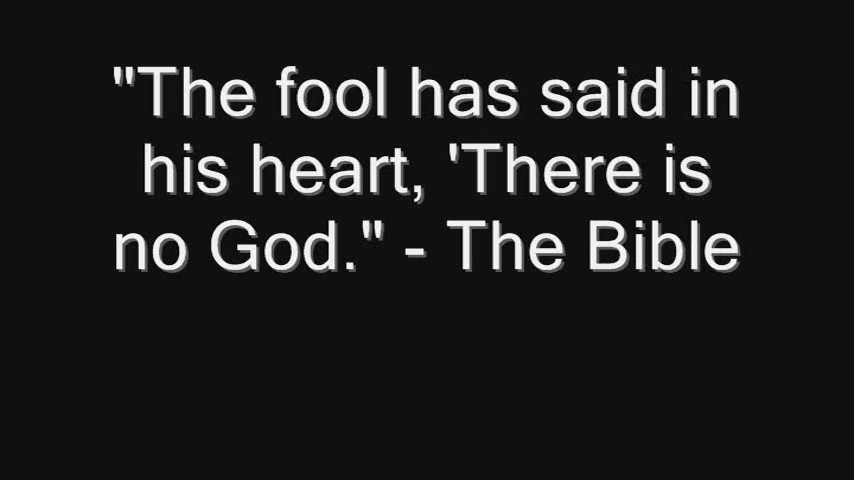 "The fool has said in
his heart, 'There is
no God." - The Bible